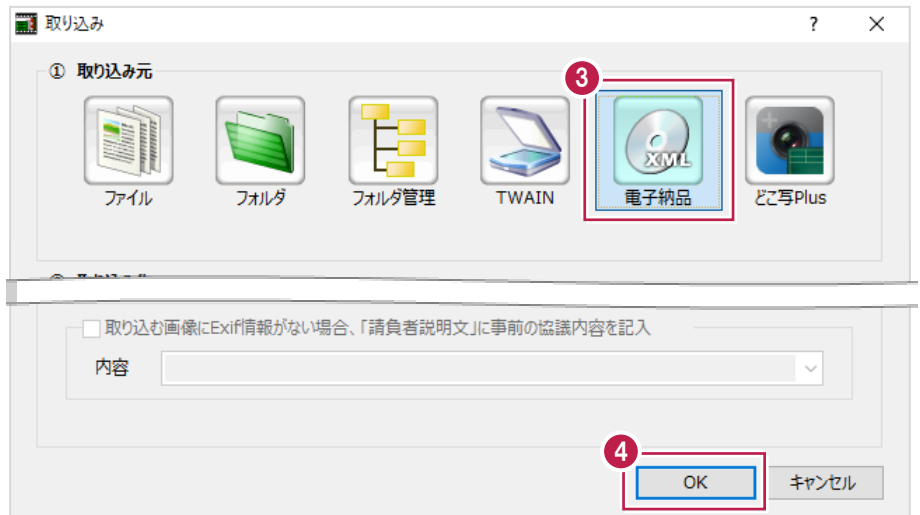 取り込み
① 取り込み元
3
XML
ファイル
フォルダ
フォルダ管理
TWAIN
電子納品
どこ写Plus
取り込む画像にExif情報がない場合、「請負者説明文」に事前の協議内容を記入
内容
4
OK
キャンセル